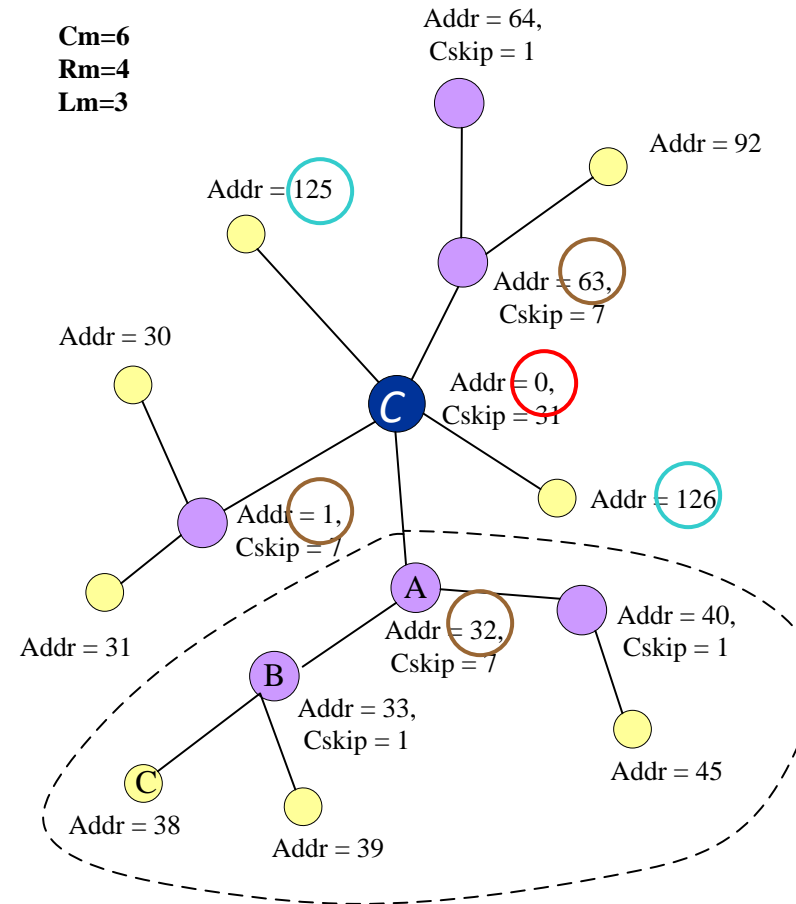 Cm=6
Rm=4
Lm=3
Addr = 64,
Cskip = 1
Addr = 92
Addr = 125
Addr = 63,
Cskip = 7
Addr = 30
Addr = 0,
Cskip = 31
C
Addr = 126
Addr = 1,
Cskip = 7
A
Addr = 40,
Cskip = 1
Addr = 32,
Cskip = 7
Addr = 31
B
Addr = 33,
Cskip = 1
C
Addr = 45
Addr = 38
Addr = 39